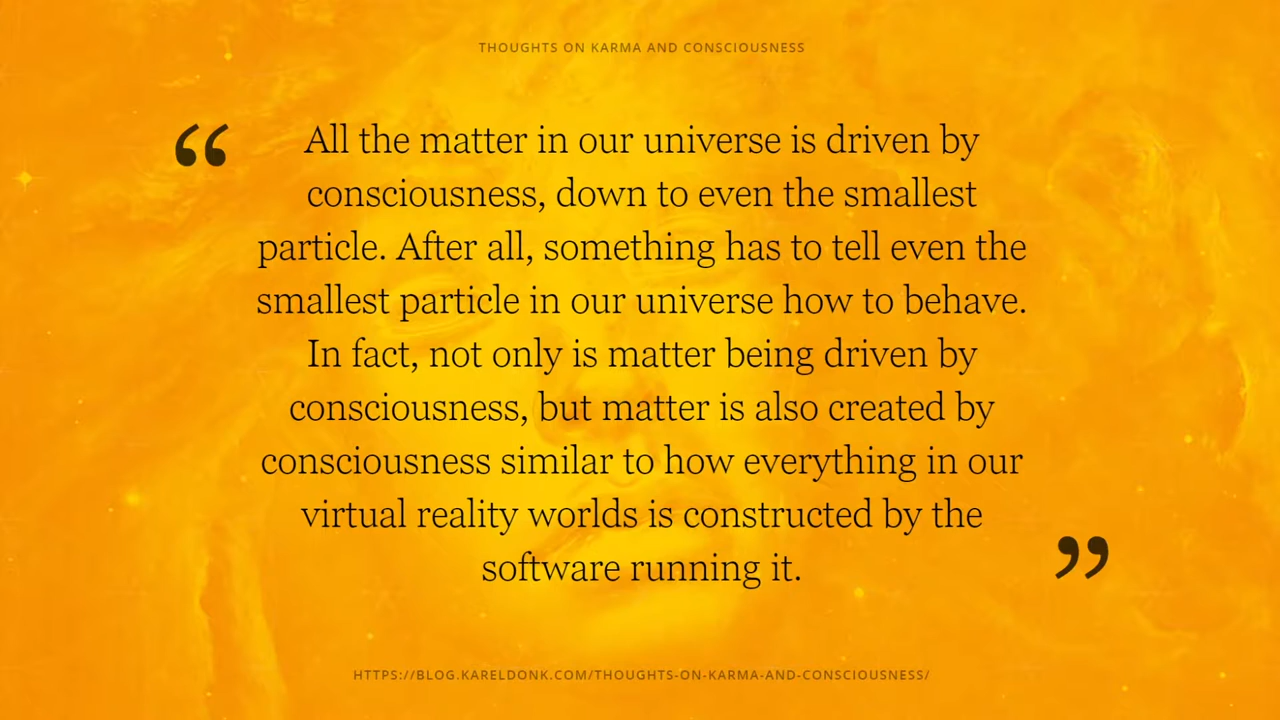 THOUGHTS ON KARMA AND CONSCIOUSNESS
“ All the matter in our universe is driven by
consciousness, down to even the smallest
particle. After all, something has to tell even the
smallest particle in our universe how to behave.
In fact, not only is matter being driven by
consciousness, but matter is also created by
consciousness similar to how everything in our
virtual reality worlds is constructed by the
software running it. ”
HTTPS://BLOG.KARELDONK.COM/THOUGHTS-ON-KARMA-AND-CONSCIOUSNESS/